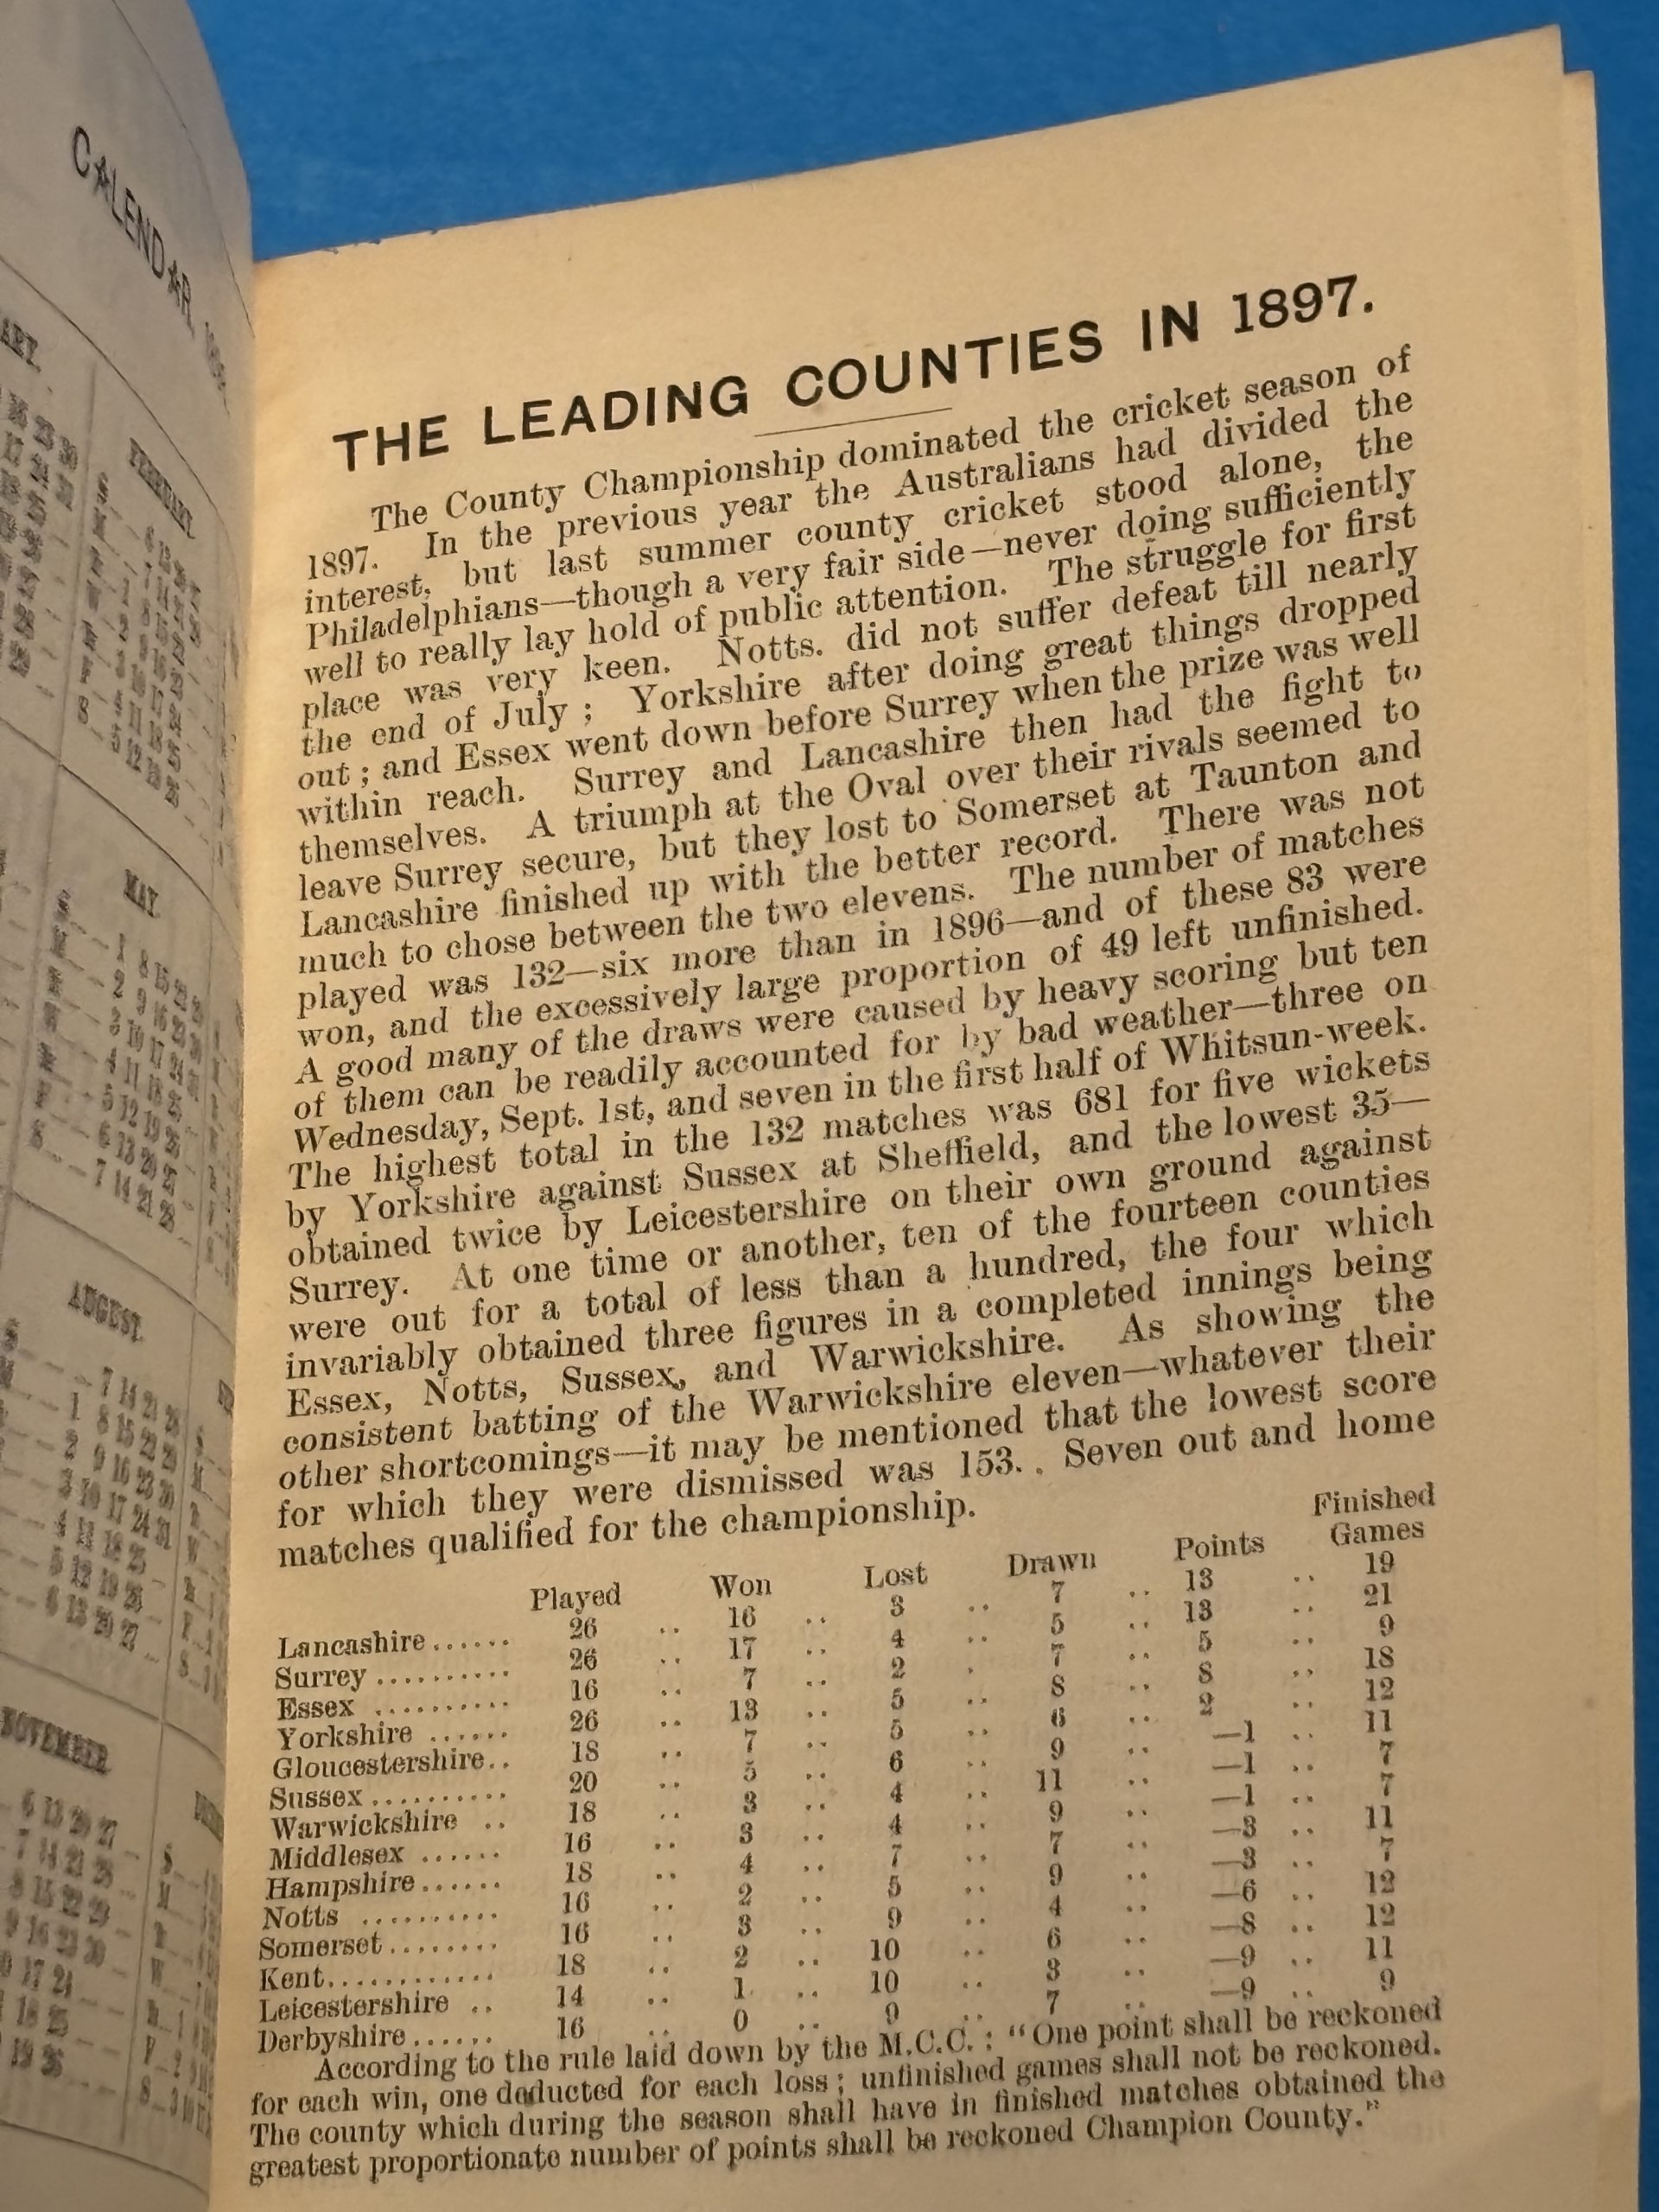 CALENDAR
FEBRUARY.
MAY.
AUGUST.
NOVEMBER.
THE LEADING COUNTIES IN 1897.
The County Championship dominated the cricket season of
1897. In the previous year the Australians had divided the
interest, but last summer county cricket stood alone, the
Philadelphians—though a very fair side—never doing sufficiently
well to really lay hold of public attention. The struggle for first
place was very keen. Notts. did not suffer defeat till nearly
the end of July ; Yorkshire after doing great things dropped
out ; and Essex went down before Surrey when the prize was well
within reach. Surrey and Lancashire then had the fight to
themselves. A triumph at the Oval over their rivals seemed to
leave Surrey secure, but they lost to Somerset at Taunton and
Lancashire finished up with the better record. There was not
much to chose between the two elevens. The number of matches
played was 132—six more than in 1896—and of these 83 were
won, and the excessively large proportion of 49 left unfinished.
A good many of the draws were caused by heavy scoring but ten
of them can be readily accounted for by bad weather—three on
Wednesday, Sept. 1st, and seven in the first half of Whitsun-week.
The highest total in the 132 matches was 681 for five wickets
by Yorkshire against Sussex at Sheffield, and the lowest 35—
obtained twice by Leicestershire on their own ground against
Surrey. At one time or another, ten of the fourteen counties
were out for a total of less than a hundred, the four which
invariably obtained three figures in a completed innings being
Essex, Notts, Sussex, and Warwickshire. As showing the
consistent batting of the Warwickshire eleven—whatever their
other shortcomings—it may be mentioned that the lowest score
for which they were dismissed was 153. Seven out and home
matches qualified for the championship.
Played Won Lost Drawn Points Finished Games
Lancashire...... 26 .. 16 .. 3 .. 7 .. 13 .. 19
Surrey .......... 26 .. 17 .. 4 .. 5 .. 13 .. 21
Essex .......... 16 .. 7 .. 2 . 7 .. 5 .. 9
Yorkshire ...... 26 .. 13 .. 5 .. 8 .. 8 .. 18
Gloucestershire.. 18 .. 7 .. 5 .. 6 .. 2 .. 12
Sussex .......... 20 .. 5 .. 6 .. 9 .. —1 .. 11
Warwickshire .. 18 .. 3 .. 4 .. 11 .. —1 .. 7
Middlesex ...... 16 .. 3 .. 4 .. 9 .. —1 .. 7
Hampshire...... 18 .. 4 .. 7 .. 7 .. —3 .. 11
Notts .......... 16 .. 2 .. 5 .. 9 .. —3 .. 7
Somerset........ 16 .. 3 .. 9 .. 4 .. —6 .. 12
Kent............ 18 .. 2 .. 10 .. 6 .. —8 .. 12
Leicestershire .. 14 .. 1 .. 10 .. 3 .. —9 .. 11
Derbyshire...... 16 .. 0 .. 9 .. 7 .. —9 .. 9
According to the rule laid down by the M.C.C. : "One point shall be reckoned
for each win, one deducted for each loss ; unfinished games shall not be reckoned.
The county which during the season shall have in finished matches obtained the
greatest proportionate number of points shall be reckoned Champion County."